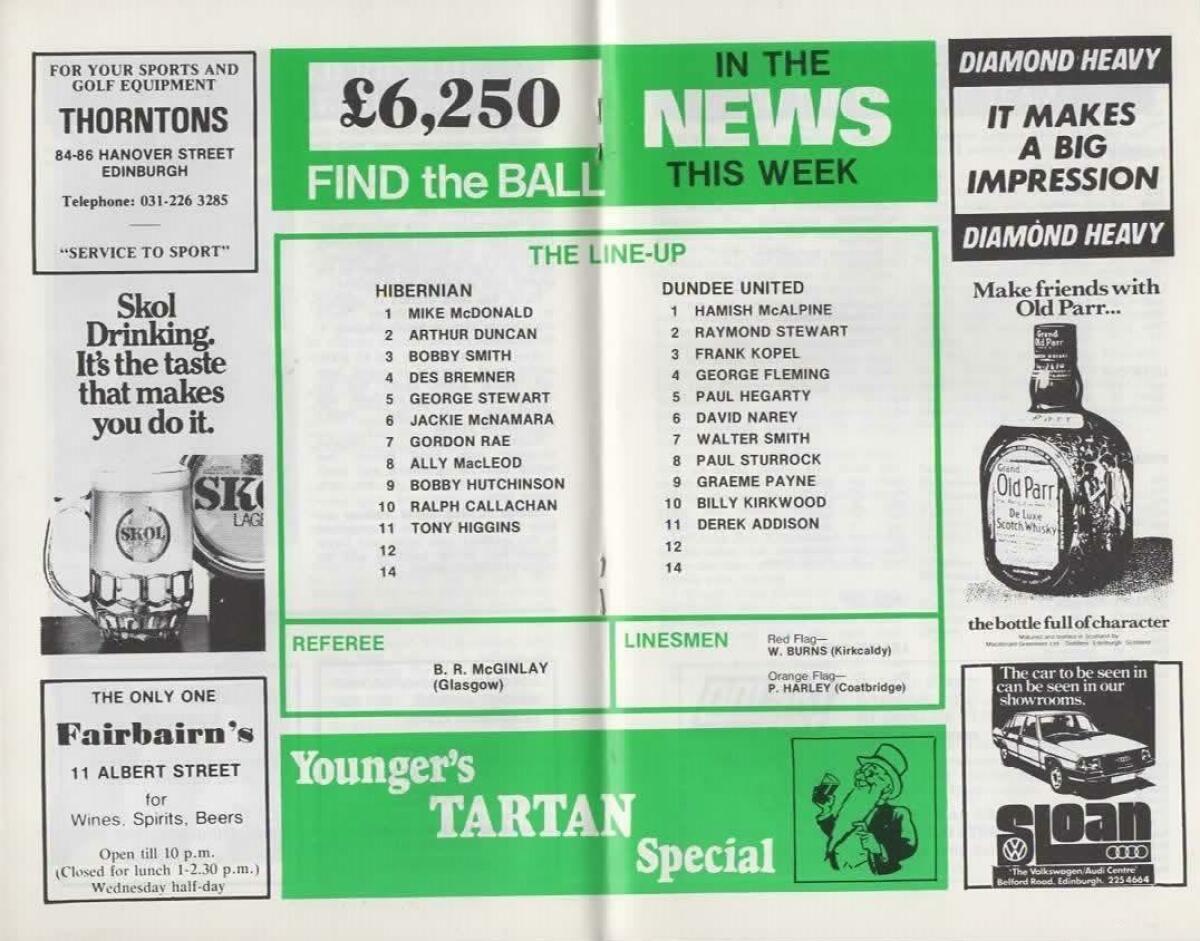 FOR YOUR SPORTS AND
GOLF EQUIPMENT
THORNTONS
84-86 HANOVER STREET
EDINBURGH
Telephone: 031-226 3285
"SERVICE TO SPORT"
Skol
Drinking.
It's the taste
that makes
you do it.
SKOL
SK
LAGE
THE ONLY ONE
Fairbairn's
11 ALBERT STREET
for
Wines, Spirits, Beers
Open till 10 p.m.
(Closed for lunch 1-2.30 p.m.)
Wednesday half-day
£6,250
FIND the BALL
IN THE
NEWS
THIS WEEK
THE LINE-UP
HIBERNIAN
1 MIKE McDONALD
2 ARTHUR DUNCAN
3 BOBBY SMITH
4 DES BREMNER
5 GEORGE STEWART
6 JACKIE McNAMARA
7 GORDON RAE
8 ALLY MacLEOD
9 BOBBY HUTCHINSON
10 RALPH CALLACHAN
11 TONY HIGGINS
12
14
DUNDEE UNITED
1 HAMISH McALPINE
2 RAYMOND STEWART
3 FRANK KOPEL
4 GEORGE FLEMING
5 PAUL HEGARTY
6 DAVID NAREY
7 WALTER SMITH
8 PAUL STURROCK
9 GRAEME PAYNE
10 BILLY KIRKWOOD
11 DEREK ADDISON
12
14
REFEREE
B. R. McGINLAY
(Glasgow)
LINESMEN
Red Flag—
W. BURNS (Kirkcaldy)
Orange Flag—
P. HARLEY (Coatbridge)
Younger's
TARTAN
Special
DIAMOND HEAVY
IT MAKES
A BIG
IMPRESSION
DIAMOND HEAVY
Make friends with
Old Parr...
Grand
Old Parr
Grand
Old Parr
De Luxe
Scotch Whisky
the bottle full of character
The car to be seen in
can be seen in our
showrooms.
Sloan
The Volkswagen/Audi Centre
Belford Road, Edinburgh. 225 4664